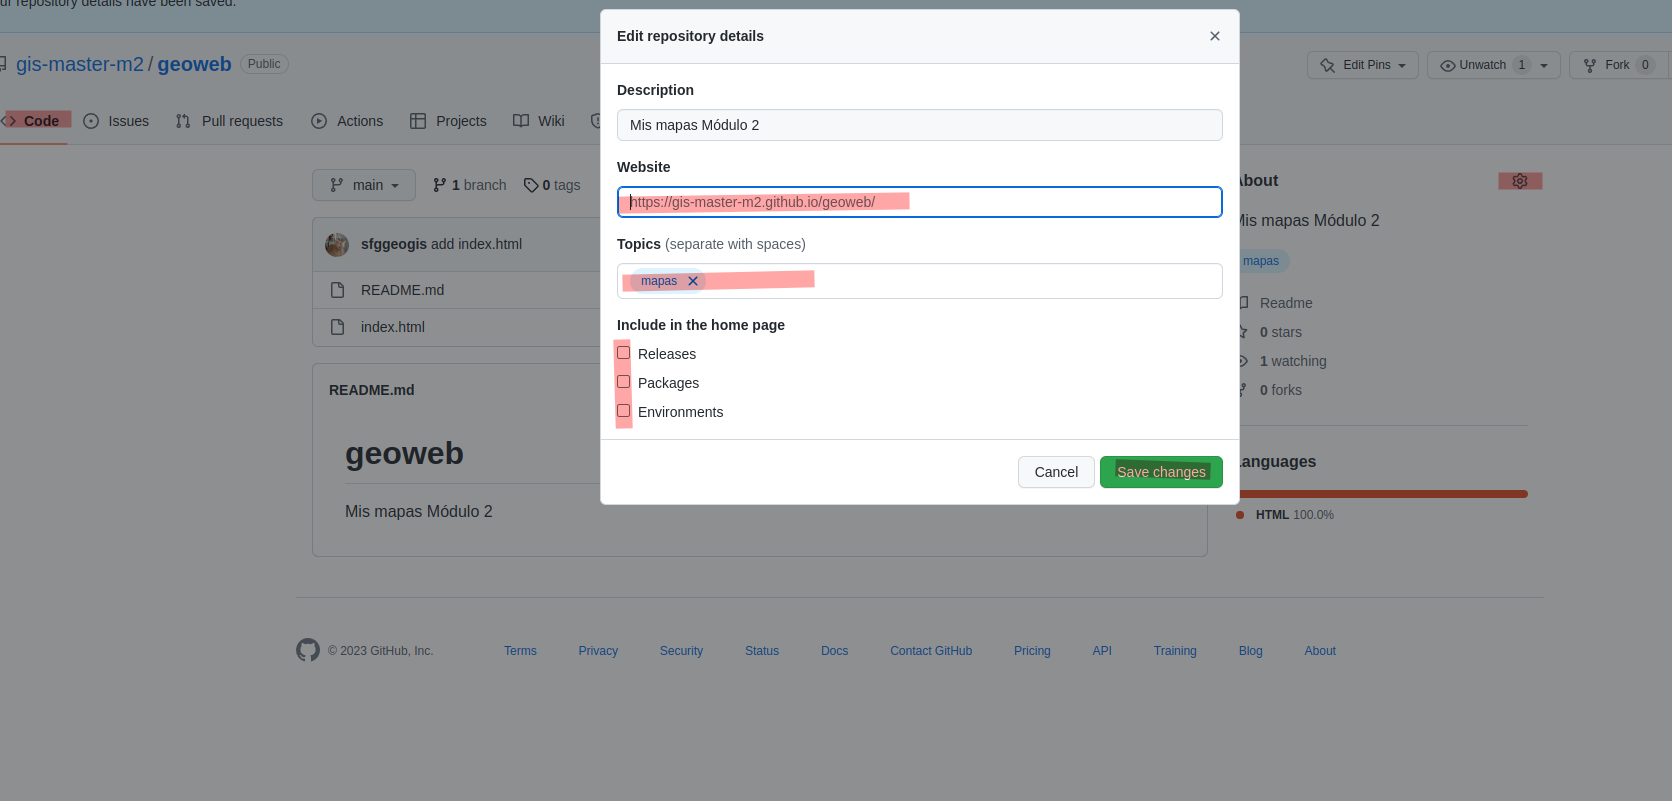 ur repository details have been saved.
gis-master-m2 / geoweb Public
Edit Pins
Unwatch 1
Fork 0
Code
Issues
Pull requests
Actions
Projects
Wiki
main
1 branch
0 tags
sfggeogis add index.html
README.md
index.html
README.md
geoweb
Mis mapas Módulo 2
Edit repository details
Description
Mis mapas Módulo 2
Website
https://gis-master-m2.github.io/geoweb/
Topics (separate with spaces)
mapas
Include in the home page
Releases
Packages
Environments
Cancel
Save changes
About
Mis mapas Módulo 2
mapas
Readme
0 stars
1 watching
0 forks
Languages
HTML 100.0%
© 2023 GitHub, Inc.
Terms
Privacy
Security
Status
Docs
Contact GitHub
Pricing
API
Training
Blog
About